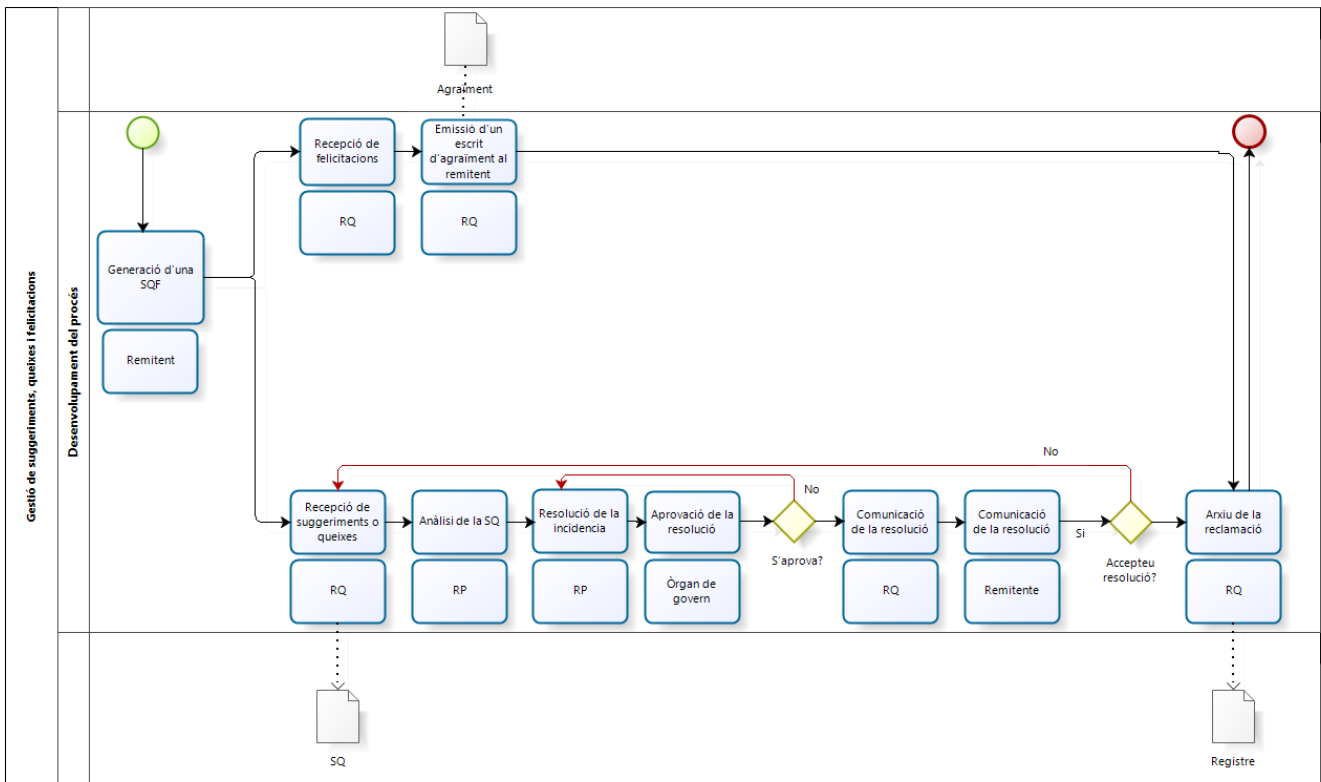 Gestió de suggeriments, queixes i felicitacions
Desenvolupament del procés
Agraïment
Generació d'una
SQF
Remitent
Recepció de
felicitacions
RQ
Emissió d'un
escrit
d'agraïment al
remitent
RQ
No
No
Recepció de
suggeriments o
queixes
RQ
Anàlisi de la SQ
RP
Resolució de la
incidencia
RP
Aprovació de la
resolució
Òrgan de
govern
S'aprova?
Comunicació
de la resolució
RQ
Comunicació
de la resolució
Remitente
Si
Accepteu
resolució?
Arxiu de la
reclamació
RQ
SQ
Registre